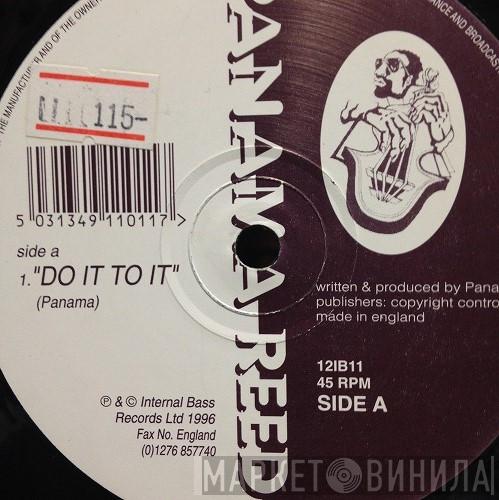 THE MANUFACTURER AND OF THE OWNER
ANCE AND BROADCAST
115-
5 031349 110117 >
PANAMA REED
side a
1. "DO IT TO IT"
(Panama)
written & produced by Pana
publishers: copyright contro
made in england
12IB11
45 RPM
SIDE A
℗ & © Internal Bass
Records Ltd 1996
Fax No. England
(0)1276 857740
МАРКЕТ ВИНИЛА